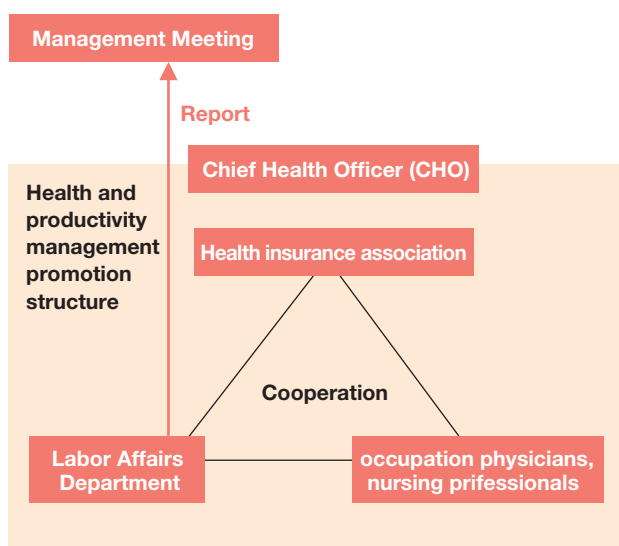 Management Meeting
Report
Chief Health Officer (CHO)
Health and
productivity
management
promotion
structure
Health insurance association
Cooperation
Labor Affairs
Department
occupation physicians,
nursing prifessionals